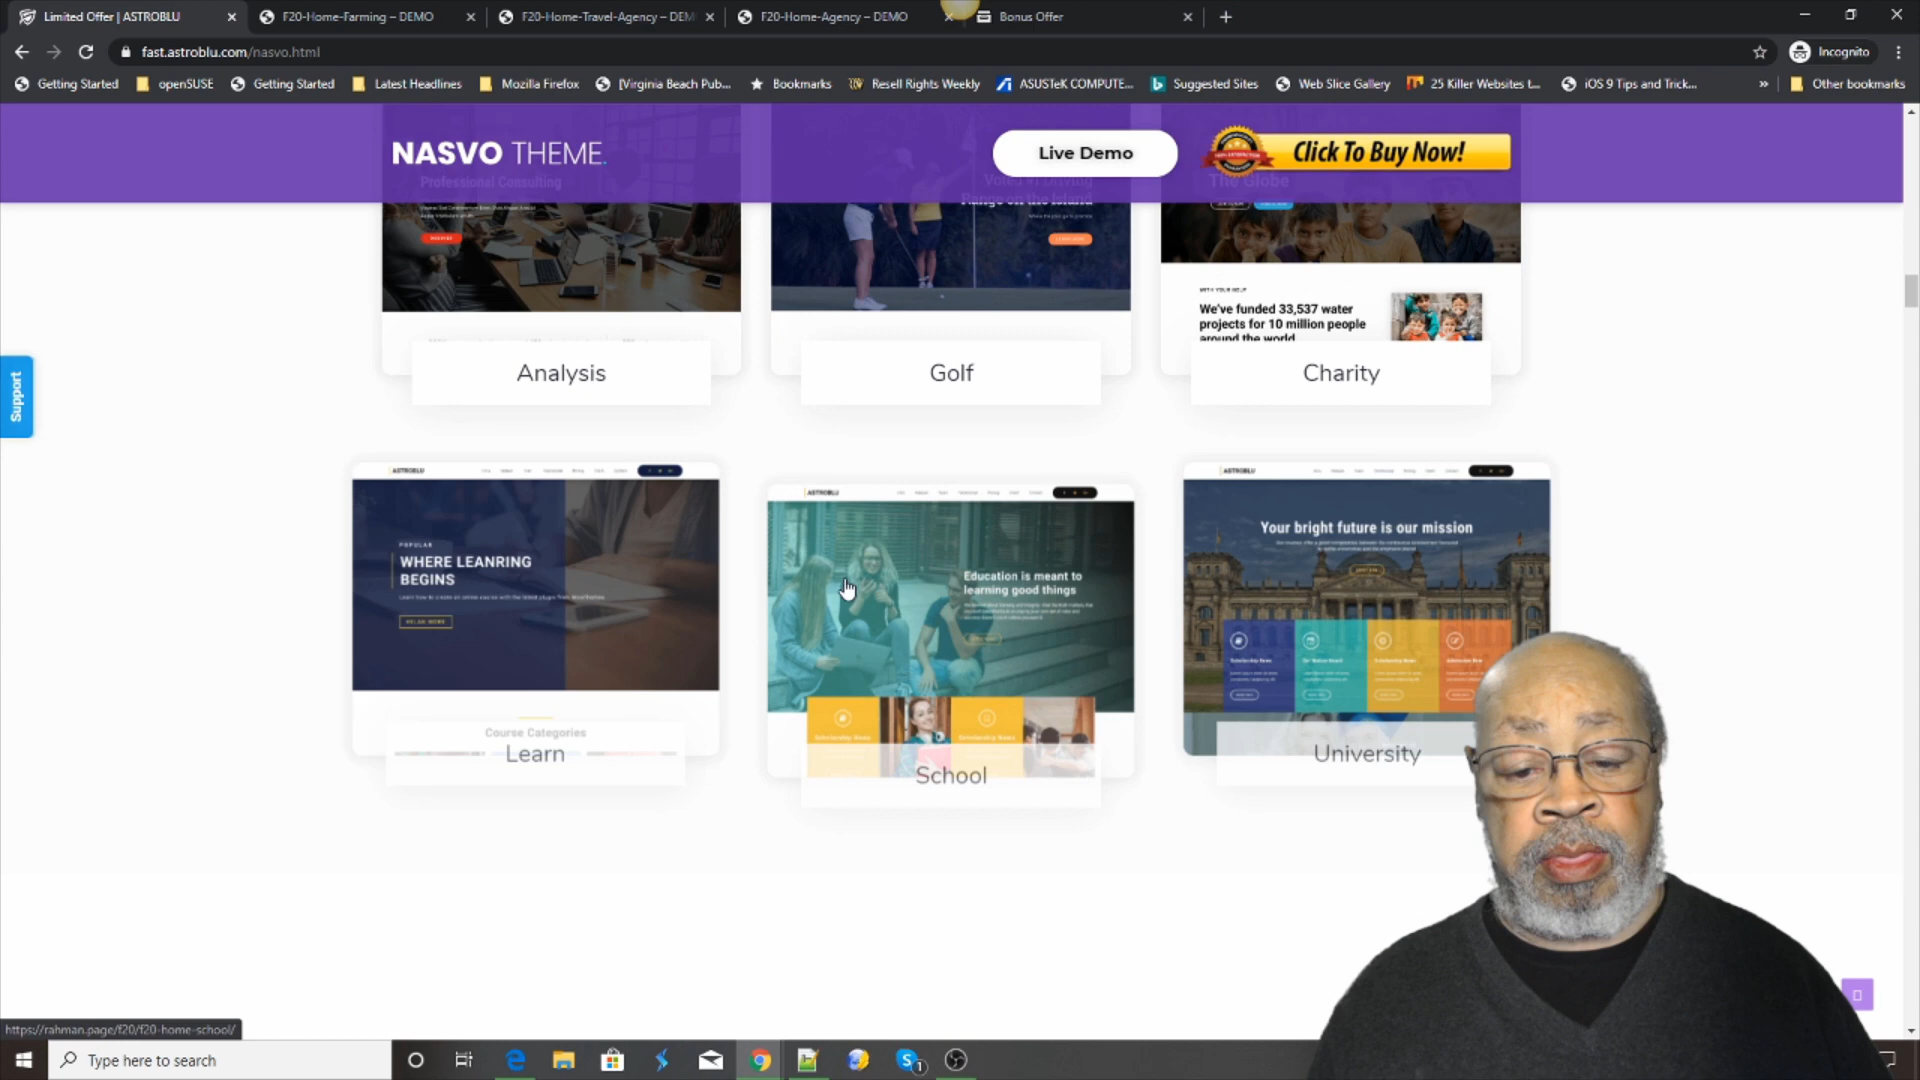 Limited Offer | ASTROBLU
F20-Home-Farming – DEMO
F20-Home-Travel-Agency – DEM
F20-Home-Agency – DEMO
Bonus Offer
fast.astroblu.com/nasvo.html
Incognito
Getting Started
openSUSE
Getting Started
Latest Headlines
Mozilla Firefox
[Virginia Beach Pub...
Bookmarks
Resell Rights Weekly
ASUSTeK COMPUTE...
Suggested Sites
Web Slice Gallery
25 Killer Websites t...
iOS 9 Tips and Trick...
Other bookmarks
NASVO THEME.
Live Demo
Click To Buy Now!
Professional Consulting
The Globe
WITH YOUR HELP
We've funded 33,537 water
projects for 10 million people
around the world
Analysis
Golf
Charity
Support
ASTROBLU
POPULAR
WHERE LEANRING
BEGINS
Course Categories
Learn
ASTROBLU
Education is meant to
learning good things
School
ASTROBLU
Your bright future is our mission
University
https://rahman.page/f20/f20-home-school/
Type here to search